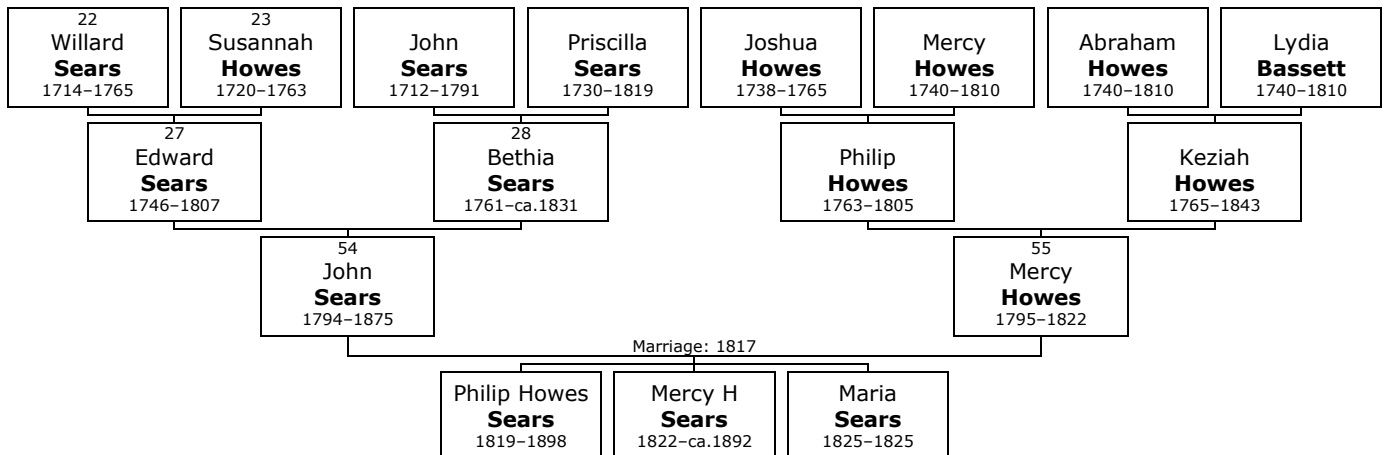 22
Willard
Sears
1714–1765
23
Susannah
Howes
1720–1763
John
Sears
1712–1791
Priscilla
Sears
1730–1819
Joshua
Howes
1738–1765
Mercy
Howes
1740–1810
Abraham
Howes
1740–1810
Lydia
Bassett
1740–1810
27
Edward
Sears
1746–1807
28
Bethia
Sears
1761–ca.1831
Philip
Howes
1763–1805
Keziah
Howes
1765–1843
54
John
Sears
1794–1875
55
Mercy
Howes
1795–1822
Marriage: 1817
Philip Howes
Sears
1819–1898
Mercy H
Sears
1822–ca.1892
Maria
Sears
1825–1825